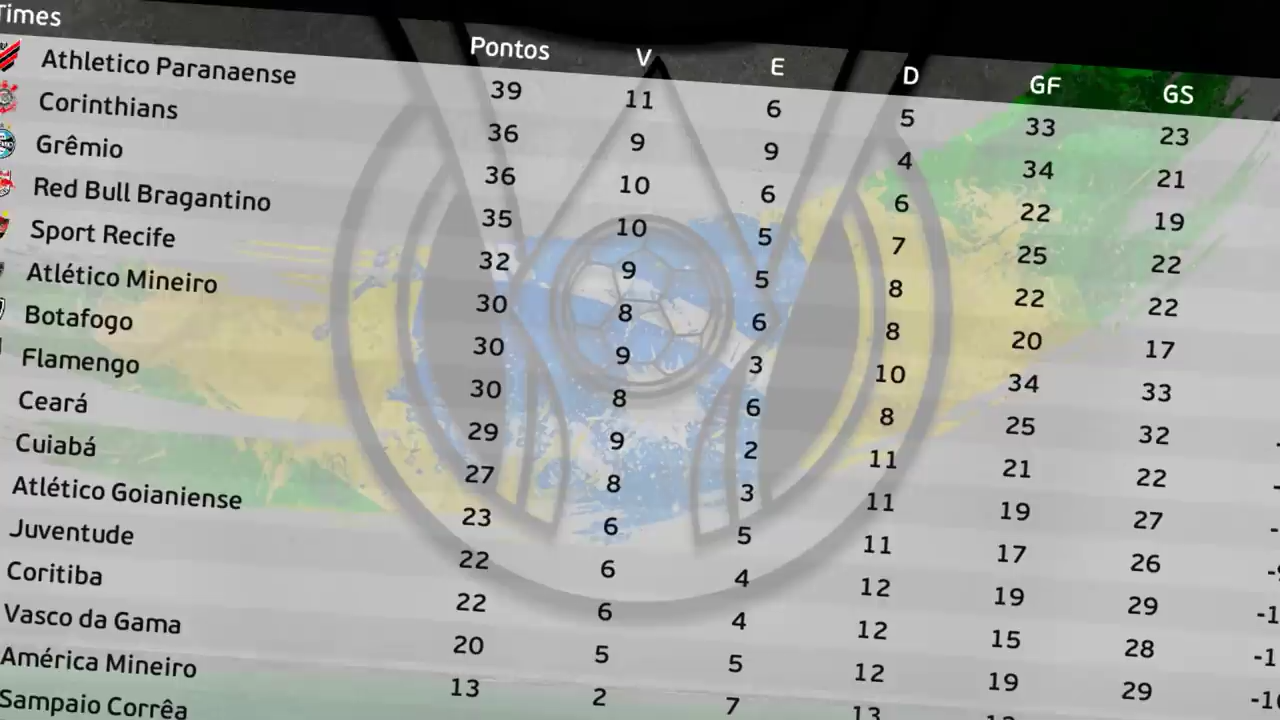 Times Pontos V E D GF GS
Athletico Paranaense 39 11 6 5 33 23
Corinthians 36 9 9 4 34 21
Grêmio 36 10 6 6 22 19
Red Bull Bragantino 35 10 5 7 25 22
Sport Recife 32 9 5 8 22 22
Atlético Mineiro 30 8 6 8 20 17
Botafogo 30 9 3 10 34 33
Flamengo 30 8 6 8 25 32
Ceará 29 9 2 11 21 22
Cuiabá 27 8 3 11 19 27
Atlético Goianiense 23 6 5 11 17 26
Juventude 22 6 4 12 19 29
Coritiba 22 6 4 12 15 28
Vasco da Gama 20 5 5 12 19 29
América Mineiro 13 2 7 13
Sampaio Corrêa